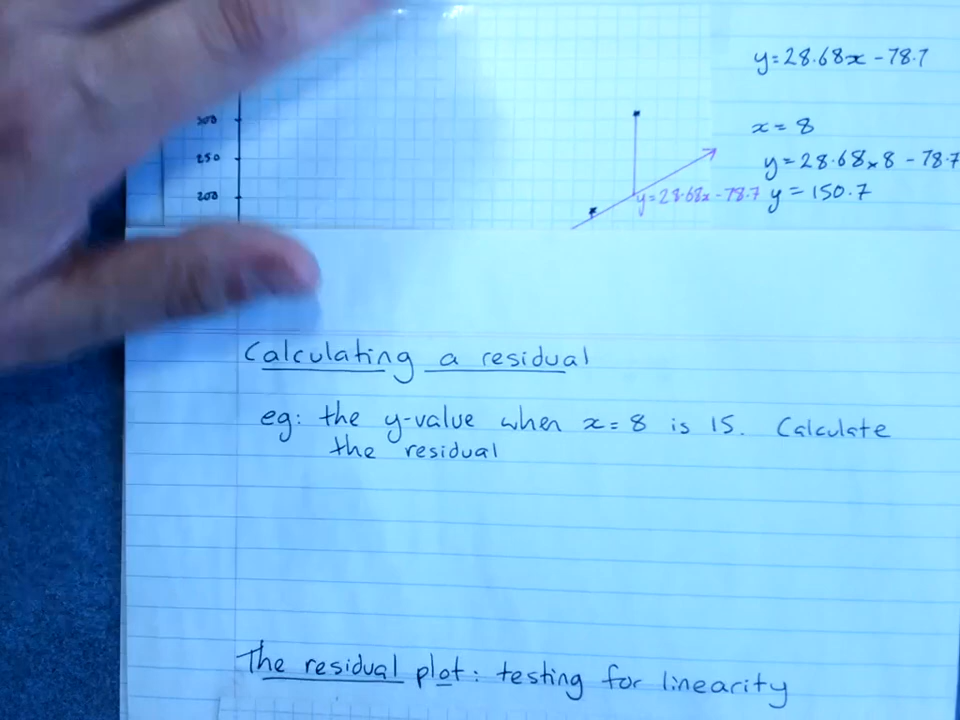 y=28.68x-78.7
300
x=8
250
y=28.68×8-78.7
200
y=28.68x-78.7
y=150.7
Calculating a residual
eg: the y-value when x=8 is 15. Calculate
the residual
The residual plot: testing for linearity